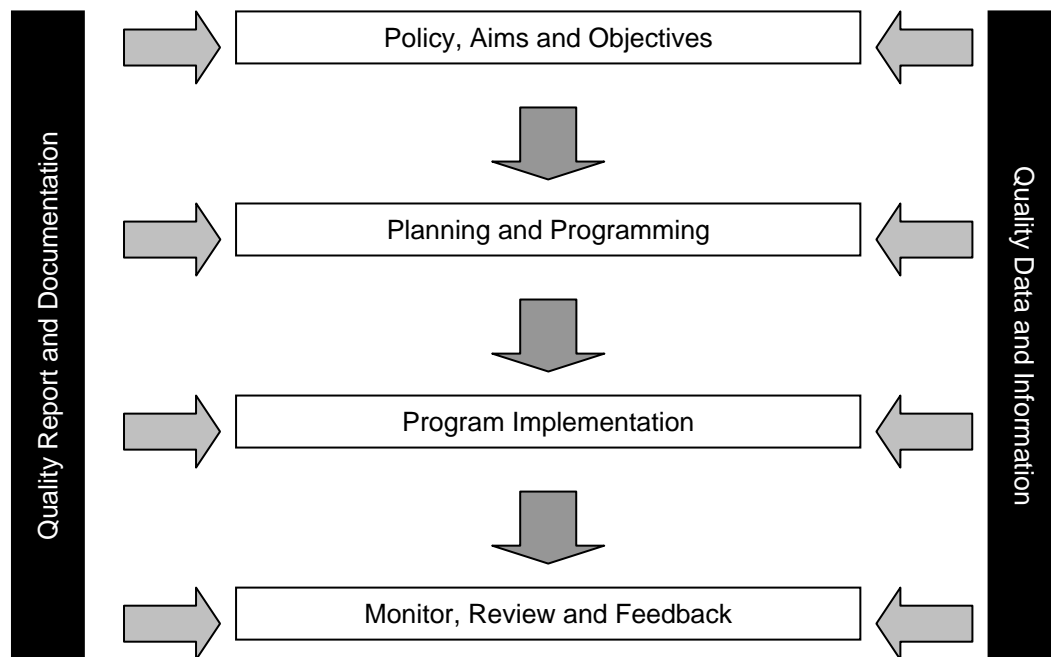 Policy, Aims and Objectives
Quality Report and Documentation
Quality Data and Information
Planning and Programming
Program Implementation
Monitor, Review and Feedback